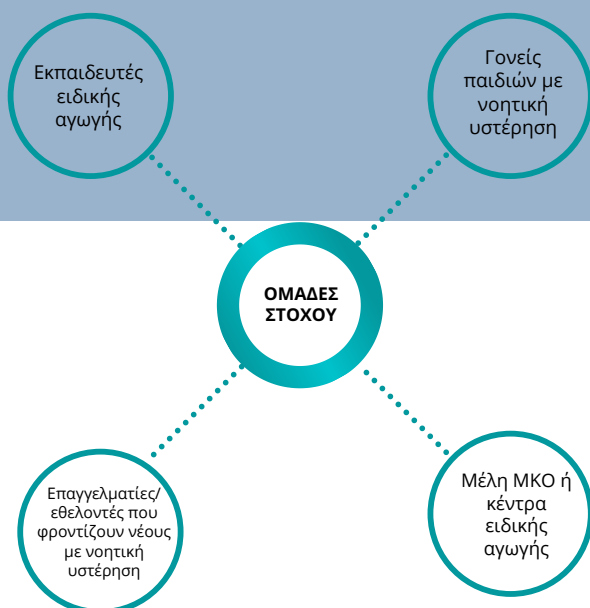 Εκπαιδευτές
ειδικής
αγωγής
Γονείς
παιδιών με
νοητική
υστέρηση
ΟΜΑΔΕΣ
ΣΤΟΧΟΥ
Επαγγελματίες/
εθελοντές που
φροντίζουν νέους
με νοητική
υστέρηση
Μέλη ΜΚΟ ή
κέντρα
ειδικής
αγωγής